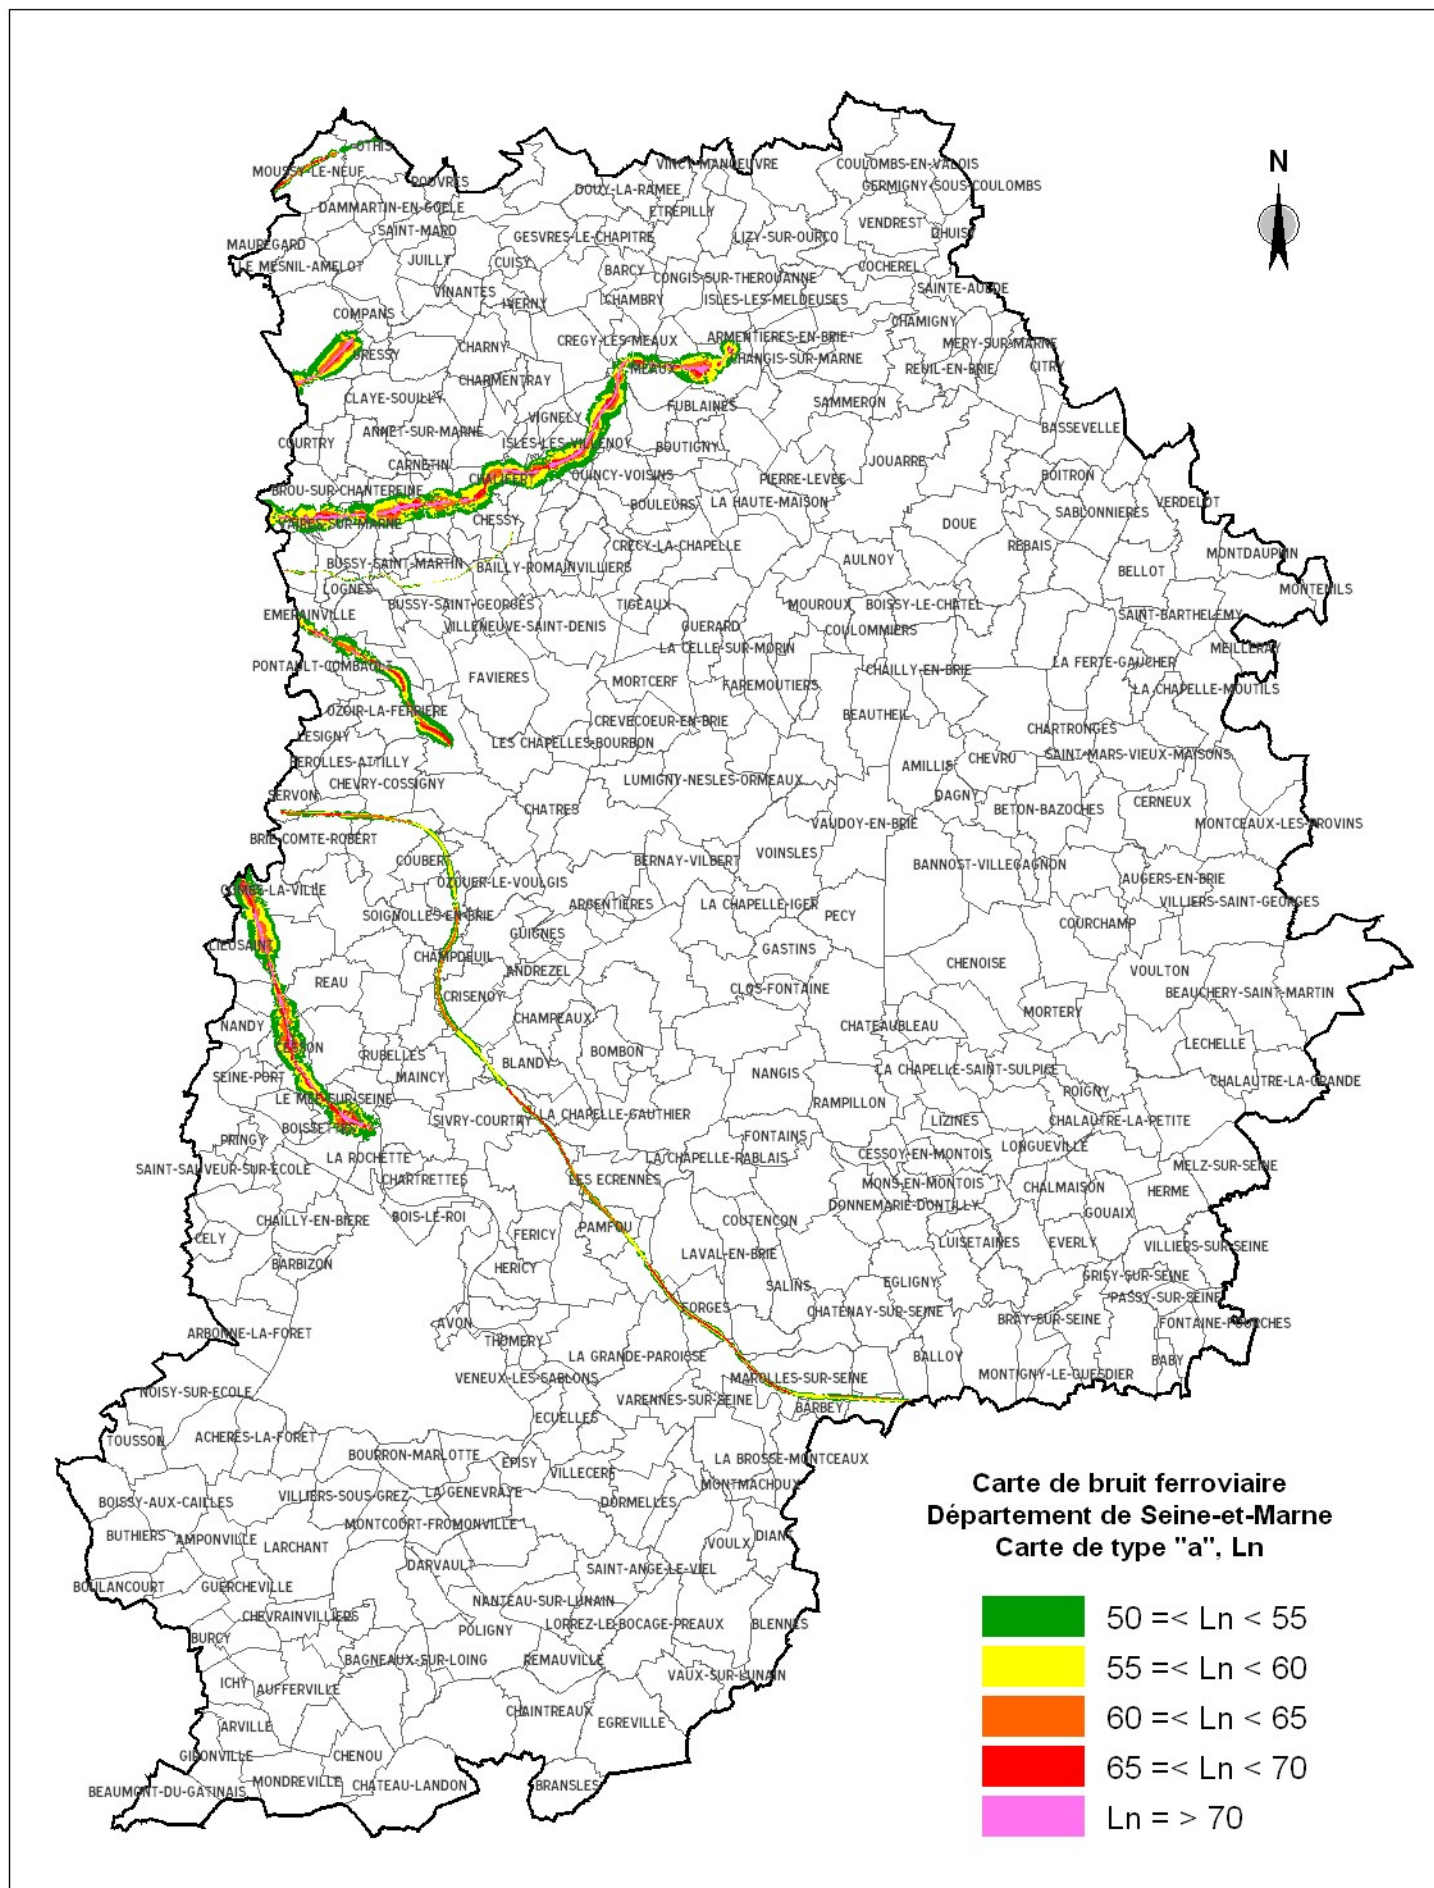 N
OTHIS
MOUSSY-LE-NEUF
ROUVRES
VINCY-MANOEUVRE
COULOMBS-EN-VALOIS
GERMIGNY-SOUS-COULOMBS
DOUY-LA-RAMEE
DAMMARTIN-EN-GOELE
ETREPILLY
SAINT-MARD
GESVRES-LE-CHAPITRE
LIZY-SUR-OURCQ
VENDREST
DHUISY
MAUREGARD
LE MESNIL-AMELOT
JUILLY
CUISY
BARCY
CONGIS-SUR-THEROUANNE
COCHEREL
SAINTE-AULDE
VINANTES
IVERNY
CHAMBRY
ISLES-LES-MELDEUSES
COMPANS
CHAMIGNY
CREGY-LES-MEAUX
ARMENTIERES-EN-BRIE
MERY-SUR-MARNE
GRESSY
CHARNY
CHANGIS-SUR-MARNE
MEAUX
REUIL-EN-BRIE
CITRY
CHARMENTRAY
CLAYE-SOUILLY
FUBLAINES
SAMMERON
VIGNELY
BASSEVELLE
ANNET-SUR-MARNE
COURTRY
ISLES-LES-VILLENOY
BOUTIGNY
JOUARRE
CARNETIN
CHALIFERT
QUINCY-VOISINS
PIERRE-LEVEE
BOITRON
BROU-SUR-CHANTEREINE
BOULEURS
LA HAUTE-MAISON
VERDELOT
SABLONNIERES
VAIRES-SUR-MARNE
CHESSY
DOUE
CRECY-LA-CHAPELLE
REBAIS
MONTDAUPHIN
BUSSY-SAINT-MARTIN
BAILLY-ROMAINVILLIERS
AULNOY
BELLOT
LOGNES
MONTENILS
EMERAINVILLE
BUSSY-SAINT-GEORGES
TIGEAUX
MOUROUX
BOISSY-LE-CHATEL
SAINT-BARTHELEMY
VILLENEUVE-SAINT-DENIS
GUERARD
COULOMMIERS
LA CELLE-SUR-MORIN
MEILLERAY
PONTAULT-COMBAULT
CHAILLY-EN-BRIE
LA FERTE-GAUCHER
FAVIERES
MORTCERF
FAREMOUTIERS
LA CHAPELLE-MOUTILS
OZOIR-LA-FERRIERE
CREVECOEUR-EN-BRIE
BEAUTHEIL
CHARTRONGES
LESIGNY
LES CHAPELLES-BOURBON
SAINT-MARS-VIEUX-MAISONS
FEROLLES-ATTILLY
CHEVRU
AMILLIS
CHEVRY-COSSIGNY
LUMIGNY-NESLES-ORMEAUX
SERVON
DAGNY
BETON-BAZOCHES
CERNEUX
CHATRES
VAUDOY-EN-BRIE
MONTCEAUX-LES-PROVINS
BRIE-COMTE-ROBERT
COUBERT
BERNAY-VILBERT
VOINSLES
BANNOST-VILLEGAGNON
AUGERS-EN-BRIE
OZOUER-LE-VOULGIS
COMBS-LA-VILLE
ARGENTIERES
LA CHAPELLE-IGER
VILLIERS-SAINT-GEORGES
SOIGNOLLES-EN-BRIE
PECY
COURCHAMP
GUIGNES
LIEUSAINT
GASTINS
CHAMPDEUIL
CHENOISE
VOULTON
ANDREZEL
REAU
CLOS-FONTAINE
BEAUCHERY-SAINT-MARTIN
CRISENOY
MORTERY
CHAMPEAUX
NANDY
CHATEAUBLEAU
LECHELLE
CESSON
RUBELLES
BOMBON
BLANDY
NANGIS
LA CHAPELLE-SAINT-SULPICE
SEINE-PORT
MAINCY
CHALAUTRE-LA-GRANDE
POIGNY
LE MEE-SUR-SEINE
RAMPILLON
LA CHAPELLE-GAUTHIER
SIVRY-COURTRY
LIZINES
CHALAUTRE-LA-PETITE
BOISSETTES
PRINGY
FONTAINS
LONGUEVILLE
CESSOY-EN-MONTOIS
LA ROCHETTE
LA CHAPELLE-RABLAIS
SAINT-SAUVEUR-SUR-ECOLE
MELZ-SUR-SEINE
CHARTRETTES
LES ECRENNES
MONS-EN-MONTOIS
CHALMAISON
HERME
DONNEMARIE-DONTILLY
BOIS-LE-ROI
GOUAIX
CHAILLY-EN-BIERE
COUTENCON
PAMFOU
FERICY
CELY
LUISETAINES
EVERLY
VILLIERS-SUR-SEINE
LAVAL-EN-BRIE
BARBIZON
HERICY
GRISY-SUR-SEINE
EGLIGNY
SALINS
PASSY-SUR-SEINE
FORGES
CHATENAY-SUR-SEINE
BRAY-SUR-SEINE
FONTAINE-FOURCHES
AVON
ARBONNE-LA-FORET
THOMERY
LA GRANDE-PAROISSE
BALLOY
BABY
VENEUX-LES-SABLONS
MAROLLES-SUR-SEINE
MONTIGNY-LE-GUESDIER
NOISY-SUR-ECOLE
VARENNES-SUR-SEINE
BARBEY
ECUELLES
TOUSSON
ACHERES-LA-FORET
BOURRON-MARLOTTE
EPISY
LA BROSSE-MONTCEAUX
VILLECERF
MONTMACHOUX
LA GENEVRAYE
VILLIERS-SOUS-GREZ
BOISSY-AUX-CAILLES
DORMELLES
MONTCOURT-FROMONVILLE
BUTHIERS
AMPONVILLE
LARCHANT
VOULX
DIANT
DARVAULT
SAINT-ANGE-LE-VIEL
BOULANCOURT
GUERCHEVILLE
NANTEAU-SUR-LUNAIN
CHEVRAINVILLIERS
LORREZ-LE-BOCAGE-PREAUX
BLENNES
POLIGNY
BURCY
BAGNEAUX-SUR-LOING
REMAUVILLE
VAUX-SUR-LUNAIN
ICHY
AUFFERVILLE
CHAINTREAUX
EGREVILLE
ARVILLE
GIRONVILLE
CHENOU
MONDREVILLE
CHATEAU-LANDON
BRANSLES
BEAUMONT-DU-GATINAIS
Carte de bruit ferroviaire
Département de Seine-et-Marne
Carte de type "a", Ln
50 =< Ln < 55
55 =< Ln < 60
60 =< Ln < 65
65 =< Ln < 70
Ln = > 70